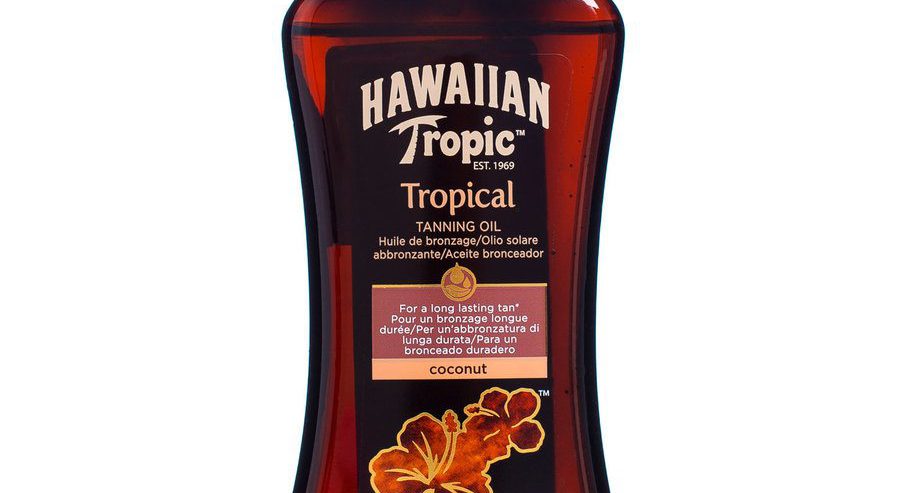 HAWAIIAN
Tropic™
EST. 1969
Tropical
TANNING OIL
Huile de bronzage/Olio solare
abbronzante/Aceite bronceador
For a long lasting tan*
Pour un bronzage longue
durée/Per un'abbronzatura di
lunga durata/Para un
bronceado duradero
coconut
™